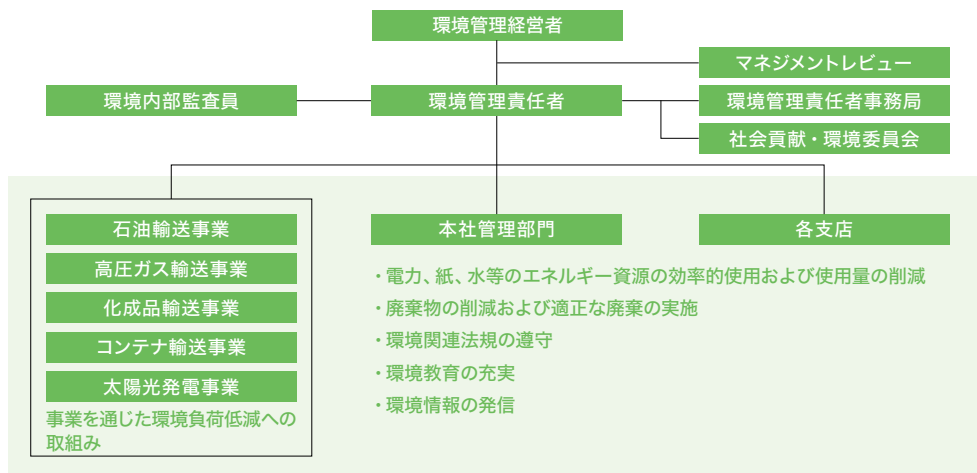 環境管理経営者
マネジメントレビュー
環境内部監査員
環境管理責任者
環境管理責任者事務局
社会貢献・環境委員会
石油輸送事業
高圧ガス輸送事業
化成品輸送事業
コンテナ輸送事業
太陽光発電事業
事業を通じた環境負荷低減への
取組み
本社管理部門
各支店
・電力、紙、水等のエネルギー資源の効率的使用および使用量の削減
・廃棄物の削減および適正な廃棄の実施
・環境関連法規の遵守
・環境教育の充実
・環境情報の発信